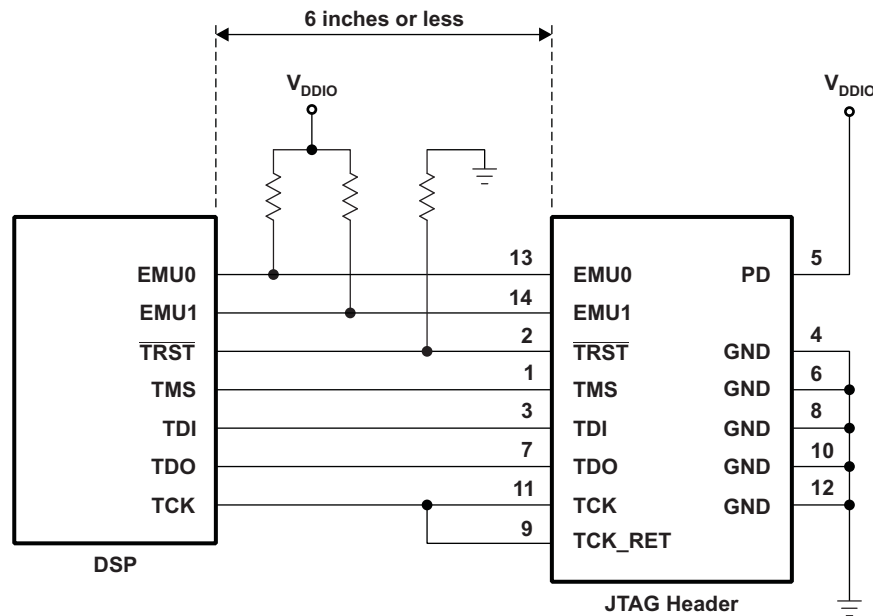 6 inches or less
VDDIO
VDDIO
13
5
EMU0
EMU0
PD
14
EMU1
EMU1
2
4
TRST
TRST
GND
1
6
TMS
TMS
GND
3
8
TDI
TDI
GND
7
10
TDO
TDO
GND
11
12
TCK
TCK
GND
9
TCK_RET
DSP
JTAG Header